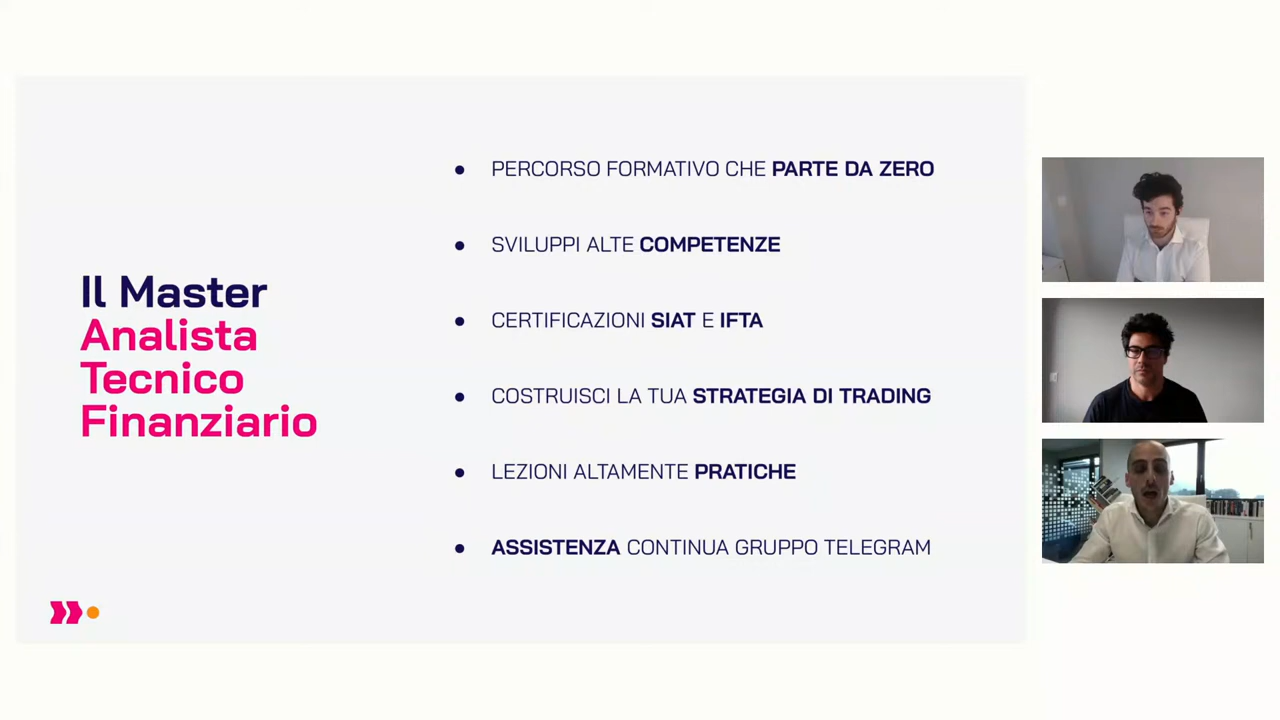 Il Master
Analista
Tecnico
Finanziario
● PERCORSO FORMATIVO CHE PARTE DA ZERO
● SVILUPPI ALTE COMPETENZE
● CERTIFICAZIONI SIAT E IFTA
● COSTRUISCI LA TUA STRATEGIA DI TRADING
● LEZIONI ALTAMENTE PRATICHE
● ASSISTENZA CONTINUA GRUPPO TELEGRAM